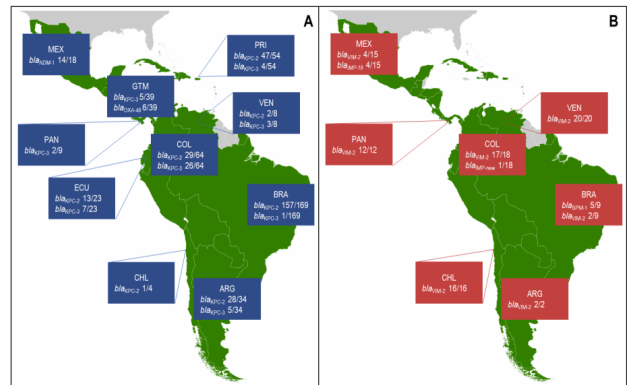 A
MEX
blaNDM-1 14/18
PRI
blaKPC-2 47/54
blaKPC-3 4/54
GTM
blaKPC-3 5/39
blaOXA-48 6/39
VEN
blaKPC-2 2/8
blaKPC-3 3/8
PAN
blaKPC-3 2/9
COL
blaKPC-2 29/64
blaKPC-3 26/64
ECU
blaKPC-2 13/23
blaKPC-3 7/23
BRA
blaKPC-2 157/169
blaKPC-3 1/169
CHL
blaKPC-2 1/4
ARG
blaKPC-2 28/34
blaKPC-3 5/34
B
MEX
blaVIM-2 4/15
blaIMP-18 4/15
VEN
blaVIM-2 20/20
PAN
blaVIM-2 12/12
COL
blaVIM-2 17/18
blaIMP-new 1/18
BRA
blaSPM-1 5/9
blaVIM-2 2/9
CHL
blaVIM-2 16/16
ARG
blaVIM-2 2/2